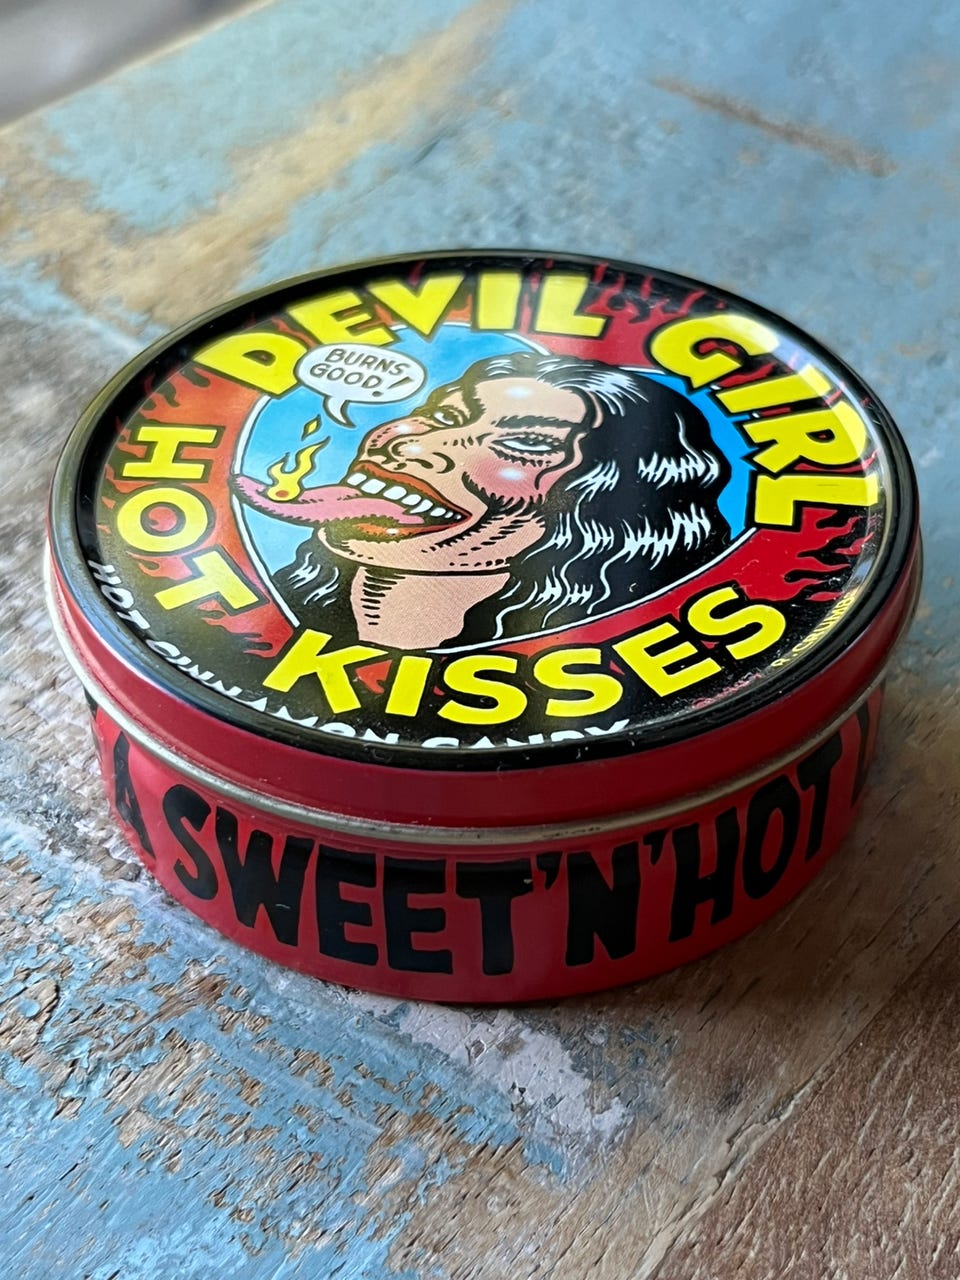 DEVIL GIRL
HOT KISSES
BURNS
GOOD!
HOT CINNAMON CANDY
A SWEET'N'HOT